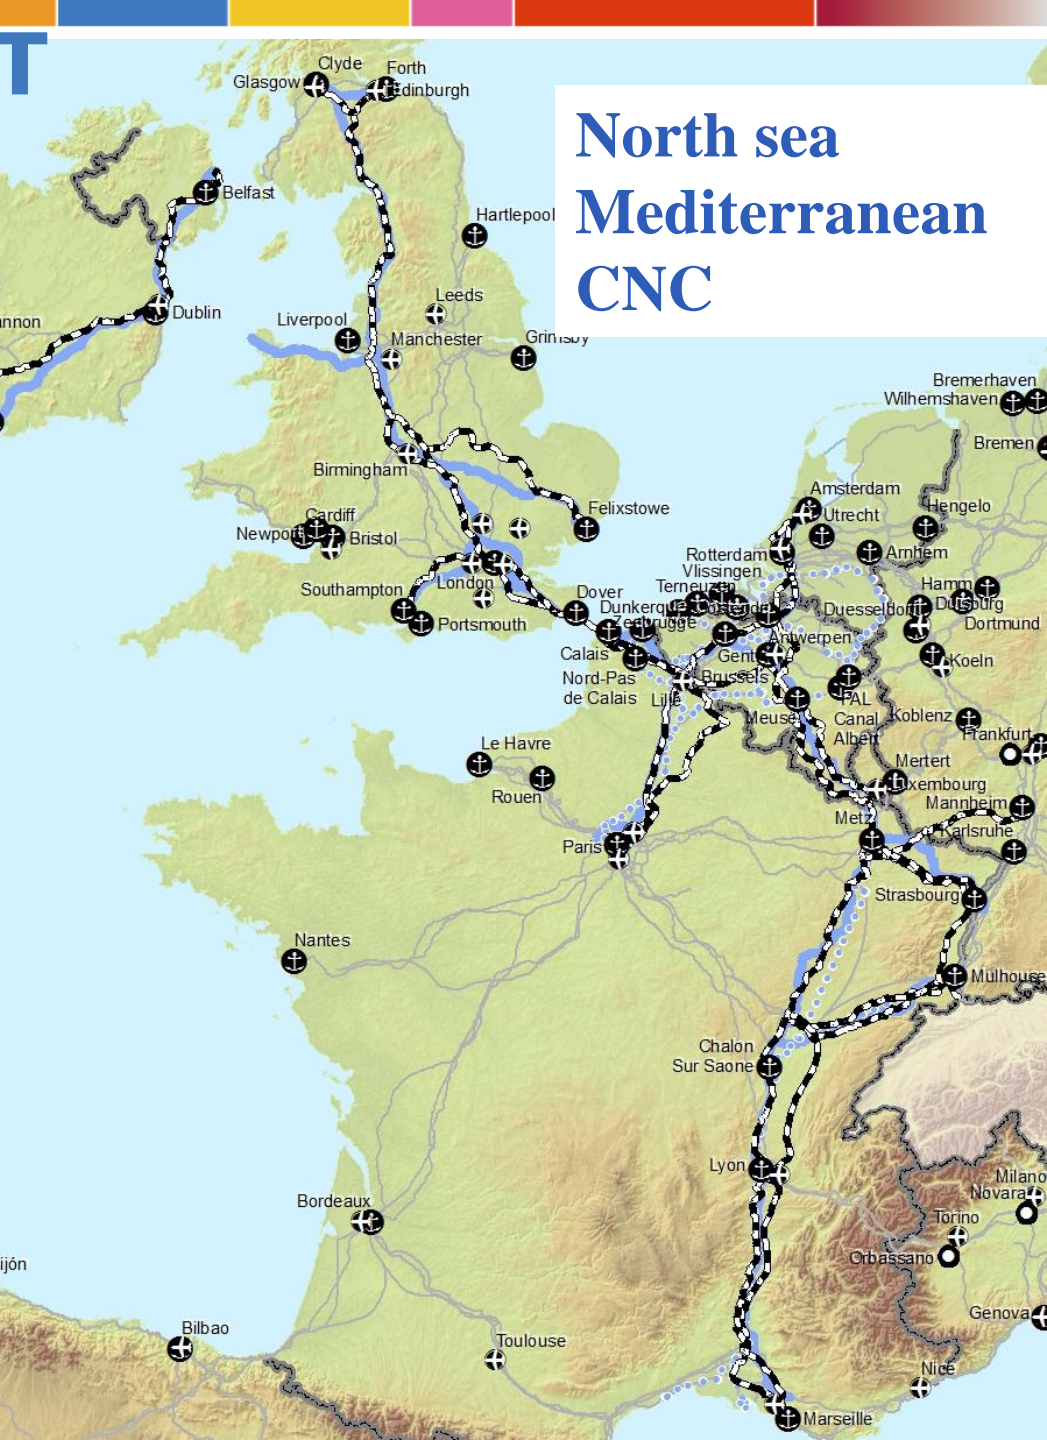 T
North sea
Mediterranean
CNC
Clyde
Forth
Glasgow
Edinburgh
Belfast
Hartlepool
Leeds
Dublin
Liverpool
Manchester
Grimsby
nnon
Bremerhaven
Wilhemshaven
Bremen
Birmingham
Amsterdam
Felixstowe
Utrecht
Hengelo
Cardiff
Newport
Bristol
Rotterdam
Arnhem
Vlissingen
Terneuzen
Hamm
London
Southampton
Dover
Dunkerque
Oostende
Duesseldorf
Duisburg
Zeebrugge
Dortmund
Portsmouth
Antwerpen
Calais
Gent
Koeln
Nord-Pas
de Calais
Brussels
Lille
PAL
Canal
Albert
Meuse
Koblenz
Frankfurt
Le Havre
Mertert
Luxembourg
Rouen
Mannheim
Metz
Karlsruhe
Paris
Strasbourg
Nantes
Mulhouse
Chalon
Sur Saone
Lyon
Milano
Novara
Bordeaux
Torino
Orbassano
ijón
Genova
Bilbao
Toulouse
Nice
Marseille